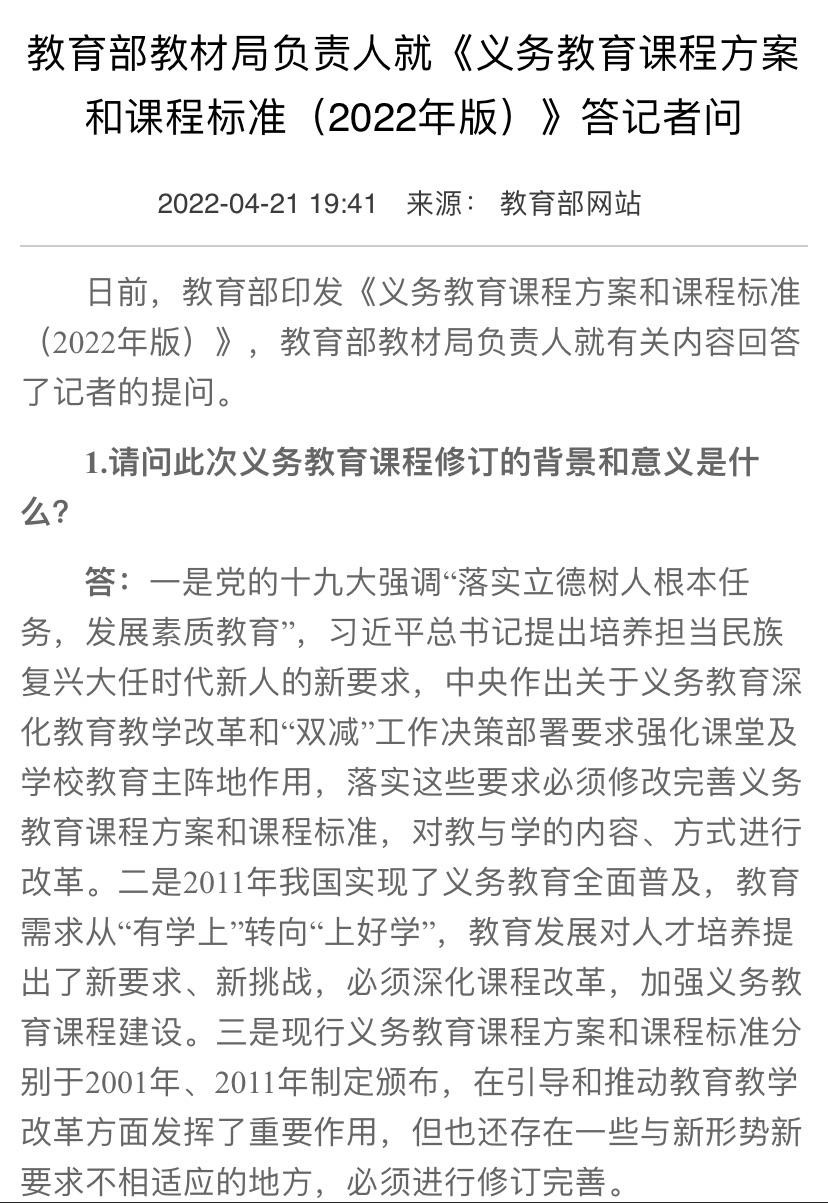 教育部教材局负责人就《义务教育课程方案
和课程标准（2022年版）》答记者问
2022-04-21 19:41 来源： 教育部网站
日前，教育部印发《义务教育课程方案和课程标准
（2022年版）》，教育部教材局负责人就有关内容回答
了记者的提问。
1.请问此次义务教育课程修订的背景和意义是什
么？
答：一是党的十九大强调“落实立德树人根本任
务，发展素质教育”，习近平总书记提出培养担当民族
复兴大任时代新人的新要求，中央作出关于义务教育深
化教育教学改革和“双减”工作决策部署要求强化课堂及
学校教育主阵地作用，落实这些要求必须修改完善义务
教育课程方案和课程标准，对教与学的内容、方式进行
改革。二是2011年我国实现了义务教育全面普及，教育
需求从“有学上”转向“上好学”，教育发展对人才培养提
出了新要求、新挑战，必须深化课程改革，加强义务教
育课程建设。三是现行义务教育课程方案和课程标准分
别于2001年、2011年制定颁布，在引导和推动教育教学
改革方面发挥了重要作用，但也还存在一些与新形势新
要求不相适应的地方，必须进行修订完善。